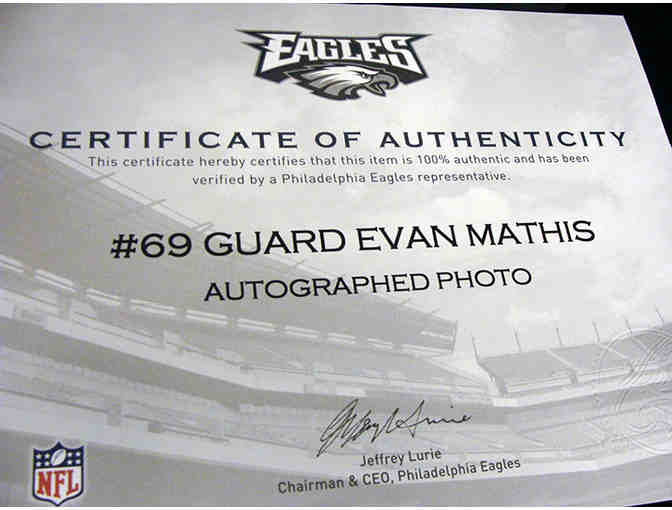 EAGLES
CERTIFICATE OF AUTHENTICITY
This certificate hereby certifies that this item is 100% authentic and has been
verified by a Philadelphia Eagles representative.
#69 GUARD EVAN MATHIS
AUTOGRAPHED PHOTO
Jeffrey Lurie
Chairman & CEO, Philadelphia Eagles
NFL